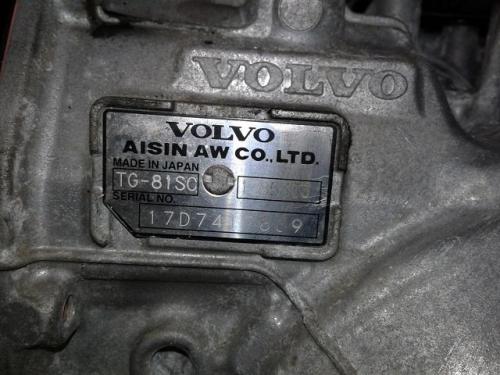 VOLVO
VOLVO
AISIN AW CO.,LTD.
MADE IN JAPAN
TG-81SC
SERIAL NO.